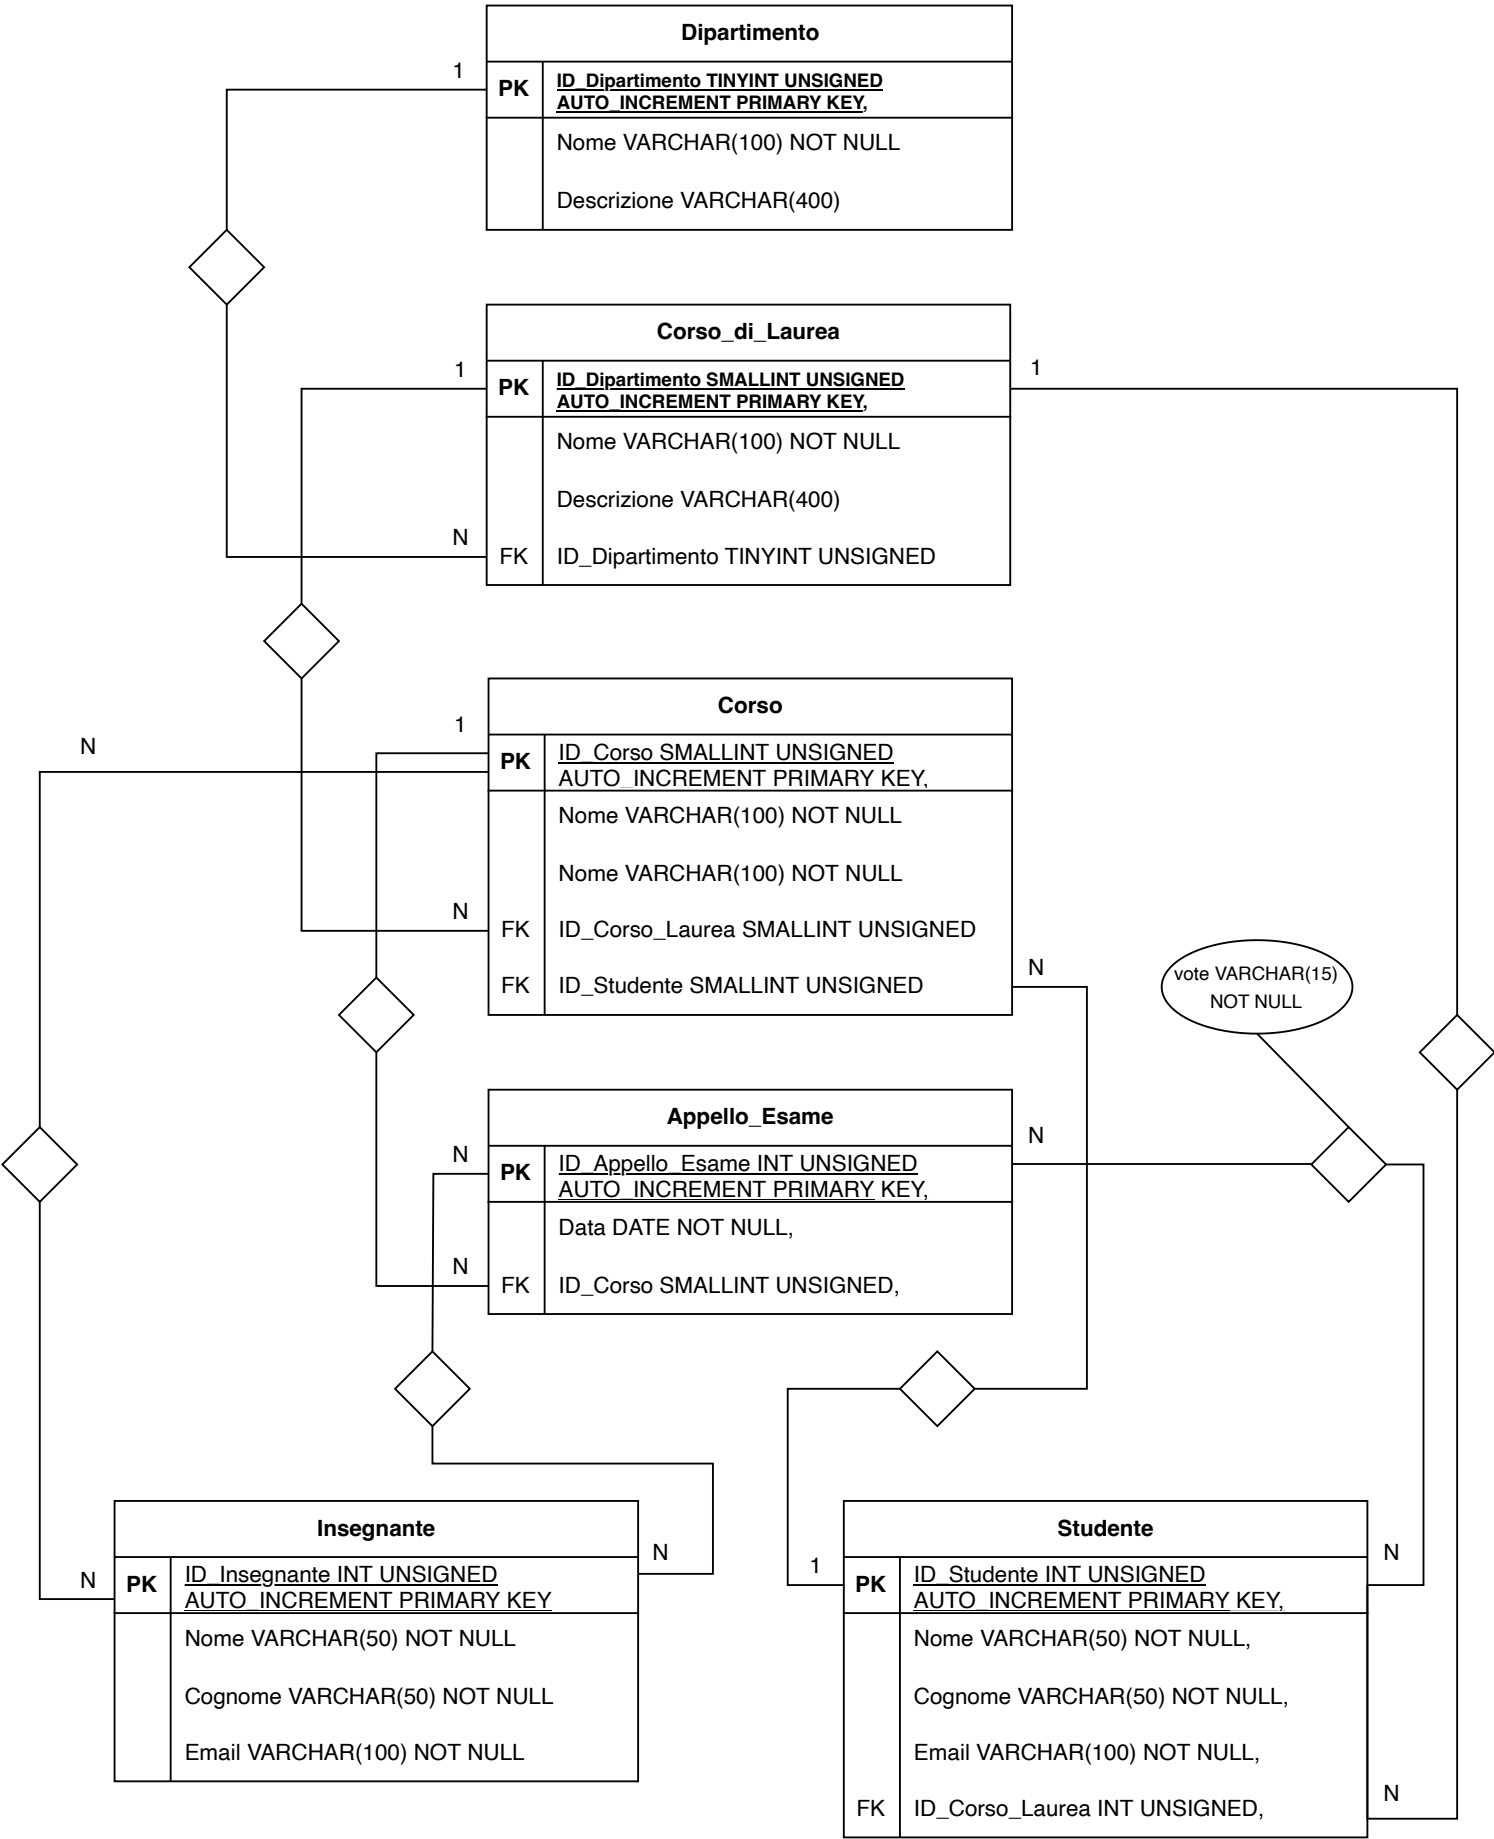 Dipartimento
1
PK
ID_Dipartimento TINYINT UNSIGNED
AUTO_INCREMENT PRIMARY KEY,
Nome VARCHAR(100) NOT NULL
Descrizione VARCHAR(400)
Corso_di_Laurea
1
PK
ID_Dipartimento SMALLINT UNSIGNED
AUTO_INCREMENT PRIMARY KEY,
1
Nome VARCHAR(100) NOT NULL
Descrizione VARCHAR(400)
N
FK
ID_Dipartimento TINYINT UNSIGNED
Corso
1
N
PK
ID_Corso SMALLINT UNSIGNED
AUTO_INCREMENT PRIMARY KEY,
Nome VARCHAR(100) NOT NULL
Nome VARCHAR(100) NOT NULL
N
FK
ID_Corso_Laurea SMALLINT UNSIGNED
FK
ID_Studente SMALLINT UNSIGNED
N
vote VARCHAR(15)
NOT NULL
Appello_Esame
N
N
PK
ID_Appello_Esame INT UNSIGNED
AUTO_INCREMENT PRIMARY KEY,
Data DATE NOT NULL,
N
FK
ID_Corso SMALLINT UNSIGNED,
Insegnante
N
N
PK
ID_Insegnante INT UNSIGNED
AUTO_INCREMENT PRIMARY KEY
Nome VARCHAR(50) NOT NULL
Cognome VARCHAR(50) NOT NULL
Email VARCHAR(100) NOT NULL
Studente
1
N
PK
ID_Studente INT UNSIGNED
AUTO_INCREMENT PRIMARY KEY,
Nome VARCHAR(50) NOT NULL,
Cognome VARCHAR(50) NOT NULL,
Email VARCHAR(100) NOT NULL,
N
FK
ID_Corso_Laurea INT UNSIGNED,